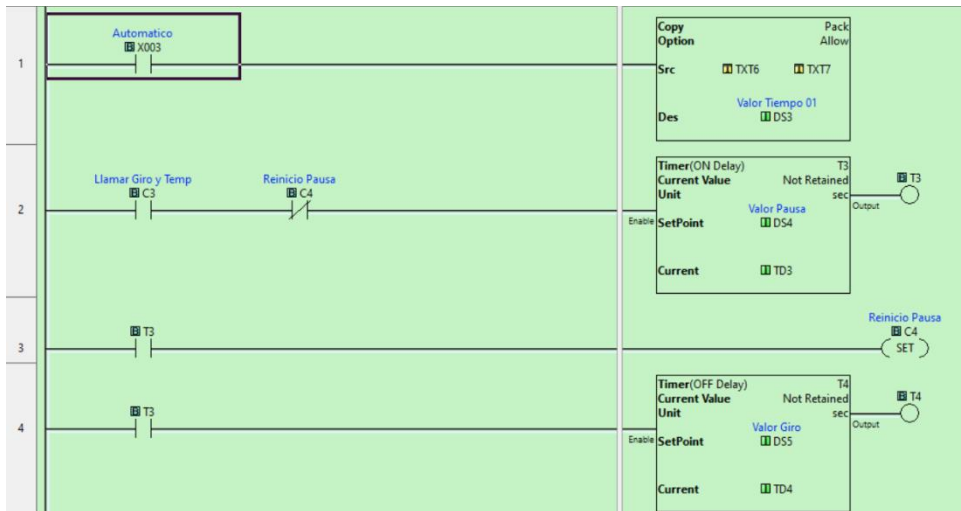 1
Automatico
B X003
Copy Pack
Option Allow
Src T TXT6 T TXT7
Valor Tiempo 01
Des I DS3
2
Llamar Giro y Temp
B C3
Reinicio Pausa
B C4
Timer(ON Delay) T3
Current Value Not Retained
Unit sec
Valor Pausa
Enable SetPoint I DS4
Current I TD3
B T3
Output
3
B T3
Reinicio Pausa
B C4
SET
4
B T3
Timer(OFF Delay) T4
Current Value Not Retained
Unit sec
Valor Giro
Enable SetPoint I DS5
Current I TD4
B T4
Output